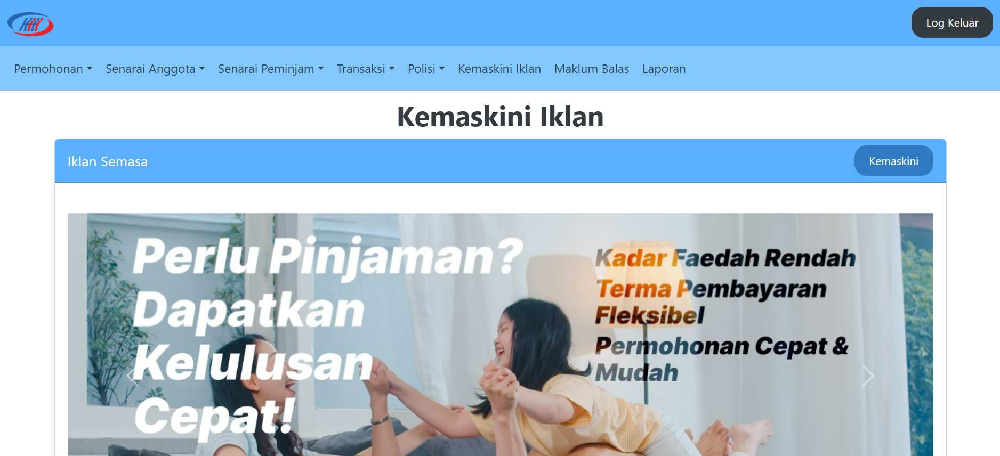 Log Keluar
Permohonan Senarai Anggota Senarai Peminjam Transaksi Polisi Kemaskini Iklan Maklum Balas Laporan
Kemaskini Iklan
Iklan Semasa
Kemaskini
Perlu Pinjaman?
Dapatkan
Kelulusan
Cepat!
Kadar Faedah Rendah
Terma Pembayaran
Fleksibel
Permohonan Cepat &
Mudah